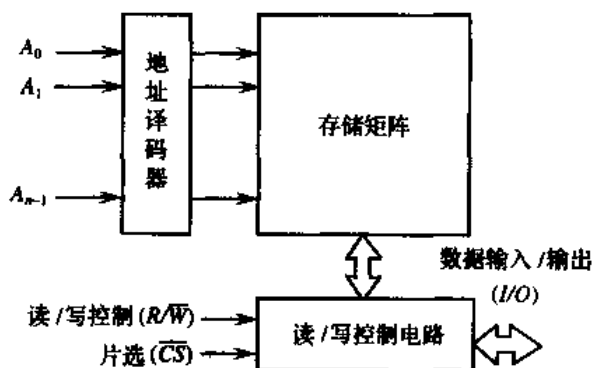 A₀
A₁
Aₙ₋₁
地址译码器
存储矩阵
数据输入/输出
(I/O)
读/写控制(R/W̅)
片选(C̅S̅)
读/写控制电路